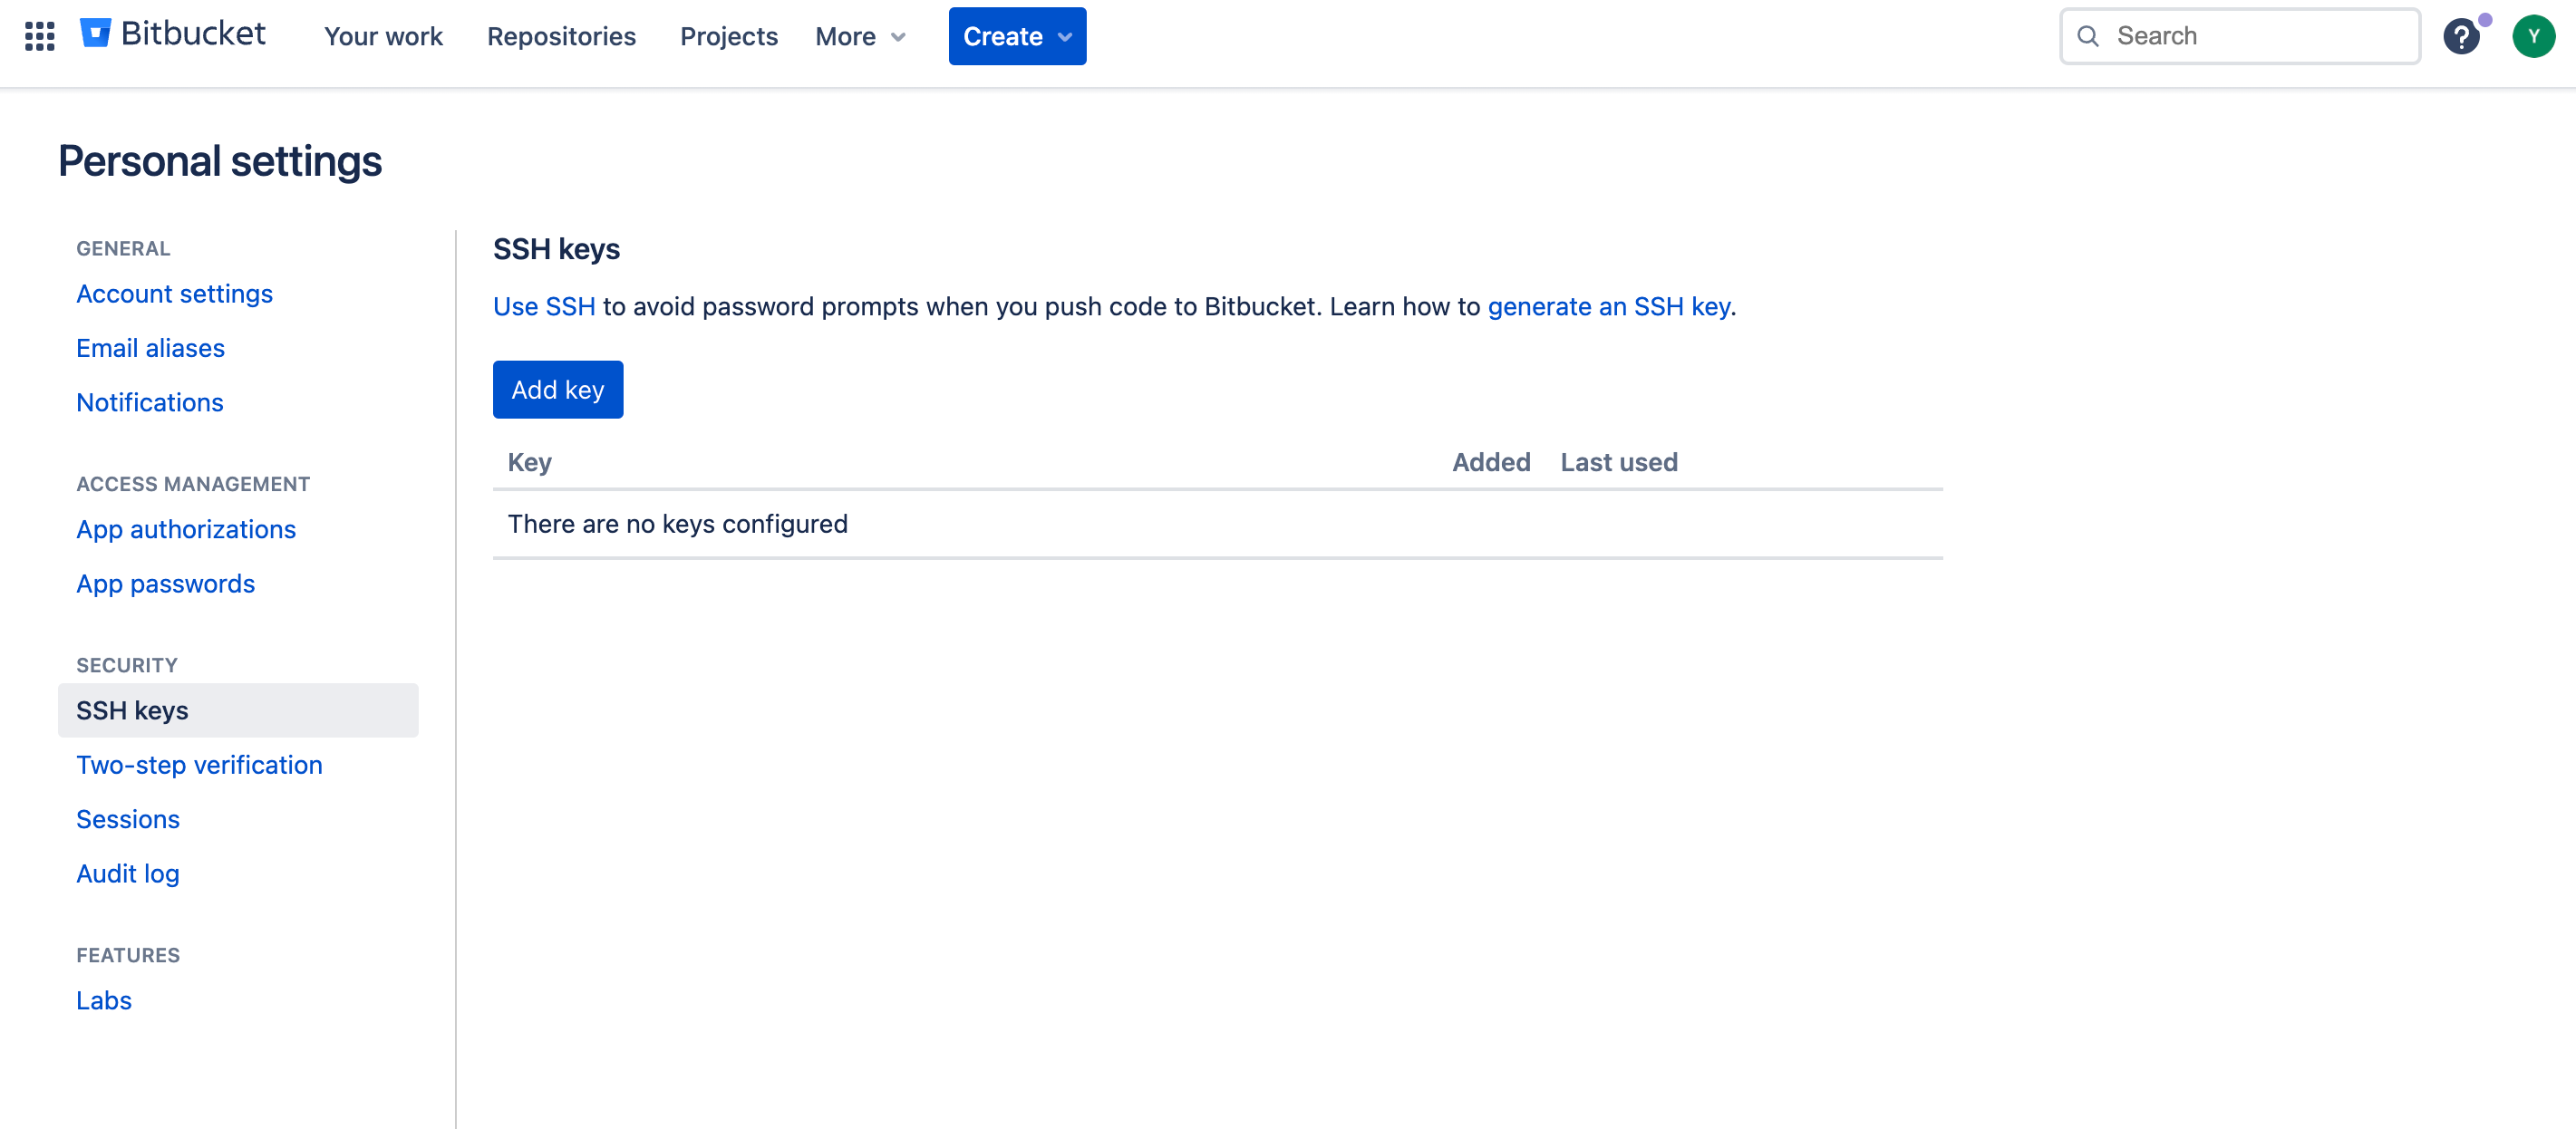 Bitbucket Your work Repositories Projects More Create Search ? Y
Personal settings
GENERAL
Account settings
Email aliases
Notifications
ACCESS MANAGEMENT
App authorizations
App passwords
SECURITY
SSH keys
Two-step verification
Sessions
Audit log
FEATURES
Labs
SSH keys
Use SSH to avoid password prompts when you push code to Bitbucket. Learn how to generate an SSH key.
Add key
Key Added Last used
There are no keys configured